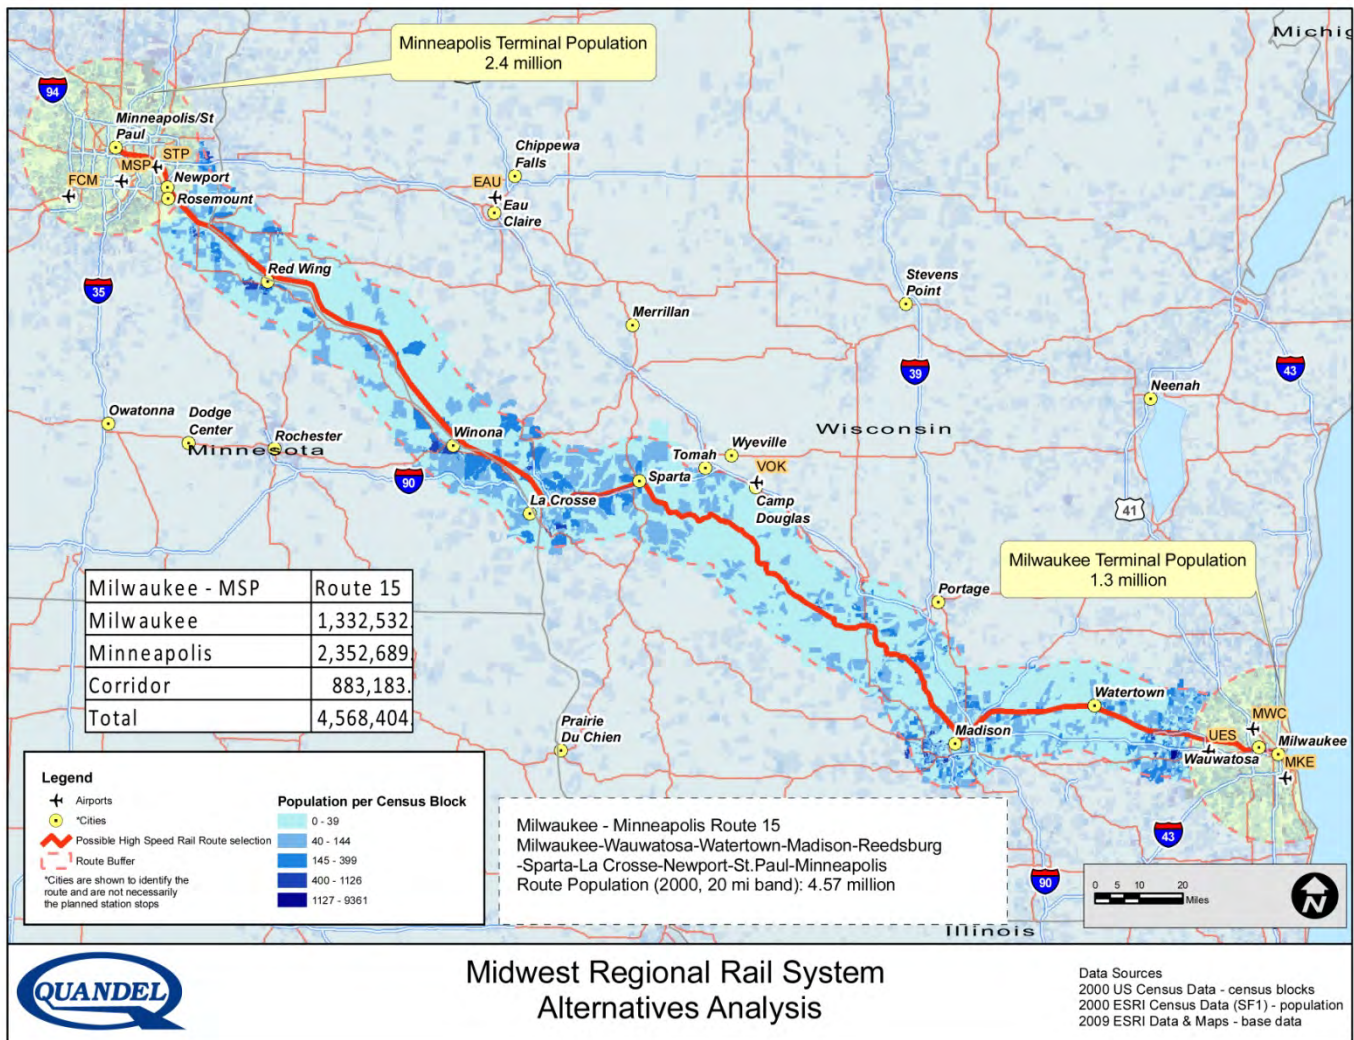 Michig
Minneapolis Terminal Population
2.4 million
94
Minneapolis/St
Paul
STP
MSP
FCM
Newport
Rosemount
Chippewa
Falls
EAU
Eau
Claire
35
Red Wing
Stevens
Point
Merrillan
39
43
Neenah
Owatonna
Dodge
Center
Rochester
Minnesota
Winona
Wisconsin
Wyeville
Tomah
VOK
90
Sparta
La Crosse
Camp
Douglas
41
Milwaukee Terminal Population
1.3 million
Portage
Milwaukee - MSP Route 15
Milwaukee 1,332,532.
Minneapolis 2,352,689.
Corridor 883,183.
Total 4,568,404.
Watertown
Prairie
Du Chien
Madison
MWC
UES
Milwaukee
Wauwatosa
MKE
43
90
Illinois
Legend
Airports
*Cities
Possible High Speed Rail Route selection
Route Buffer
*Cities are shown to identify the
route and are not necessarily
the planned station stops
Population per Census Block
0 - 39
40 - 144
145 - 399
400 - 1126
1127 - 9361
Milwaukee - Minneapolis Route 15
Milwaukee-Wauwatosa-Watertown-Madison-Reedsburg
-Sparta-La Crosse-Newport-St.Paul-Minneapolis
Route Population (2000, 20 mi band): 4.57 million
0 5 10 20
Miles
N
QUANDEL
Midwest Regional Rail System
Alternatives Analysis
Data Sources
2000 US Census Data - census blocks
2000 ESRI Census Data (SF1) - population
2009 ESRI Data & Maps - base data